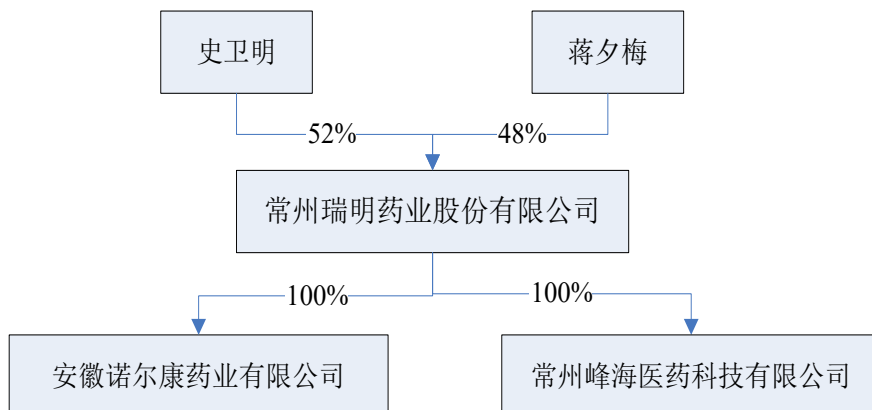 史卫明
蒋夕梅
52%
48%
常州瑞明药业股份有限公司
100%
100%
安徽诺尔康药业有限公司
常州峰海医药科技有限公司